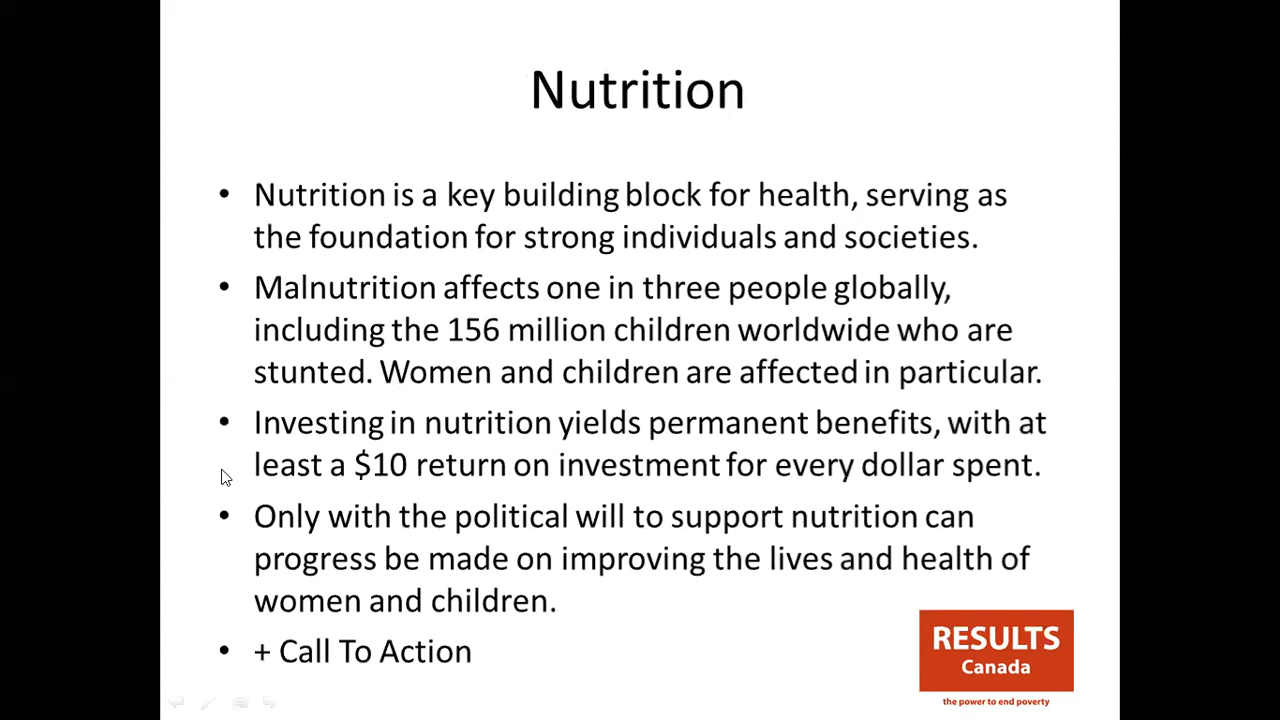 Nutrition
• Nutrition is a key building block for health, serving as
the foundation for strong individuals and societies.
• Malnutrition affects one in three people globally,
including the 156 million children worldwide who are
stunted. Women and children are affected in particular.
• Investing in nutrition yields permanent benefits, with at
least a $10 return on investment for every dollar spent.
• Only with the political will to support nutrition can
progress be made on improving the lives and health of
women and children.
• + Call To Action
RESULTS
Canada
the power to end poverty